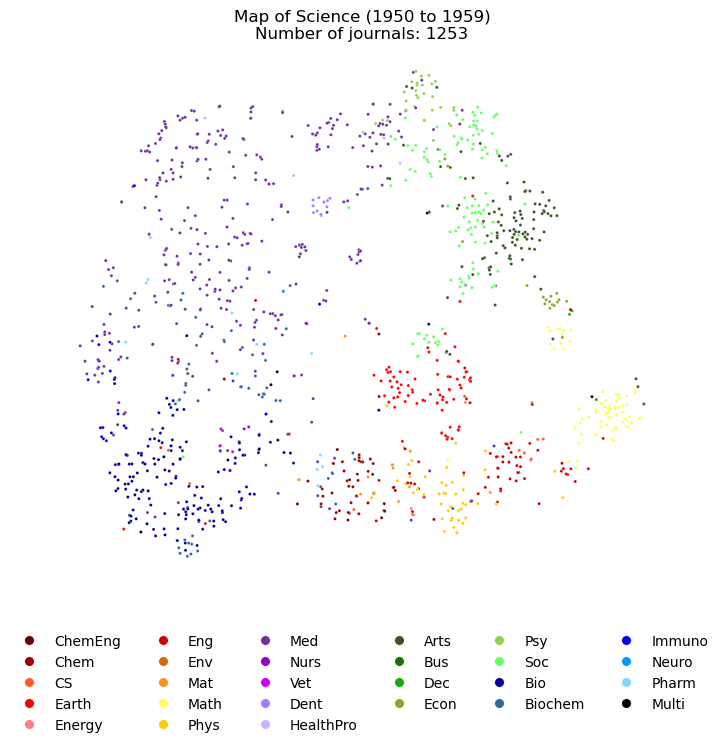 Map of Science (1950 to 1959)
Number of journals: 1253
ChemEng
Chem
CS
Earth
Energy
Eng
Env
Mat
Math
Phys
Med
Nurs
Vet
Dent
HealthPro
Arts
Bus
Dec
Econ
Psy
Soc
Bio
Biochem
Immuno
Neuro
Pharm
Multi